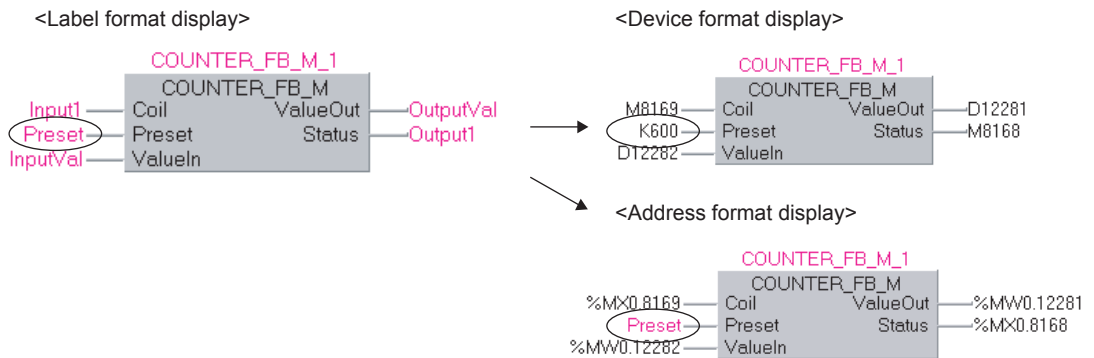 <Label format display>
COUNTER_FB_M_1
COUNTER_FB_M
Input1 Coil ValueOut OutputVal
Preset Preset Status Output1
InputVal ValueIn
<Device format display>
COUNTER_FB_M_1
COUNTER_FB_M
M8169 Coil ValueOut D12281
K600 Preset Status M8168
D12282 ValueIn
<Address format display>
COUNTER_FB_M_1
COUNTER_FB_M
%MX0.8169 Coil ValueOut %MW0.12281
Preset Preset Status %MX0.8168
%MW0.12282 ValueIn